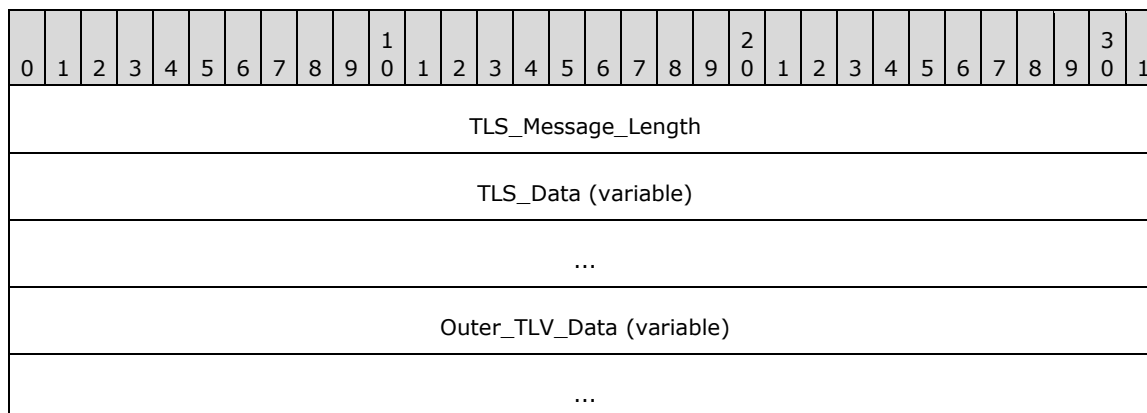 1 2 3
0 1 2 3 4 5 6 7 8 9 0 1 2 3 4 5 6 7 8 9 0 1 2 3 4 5 6 7 8 9 0 1
TLS_Message_Length
TLS_Data (variable)
...
Outer_TLV_Data (variable)
...